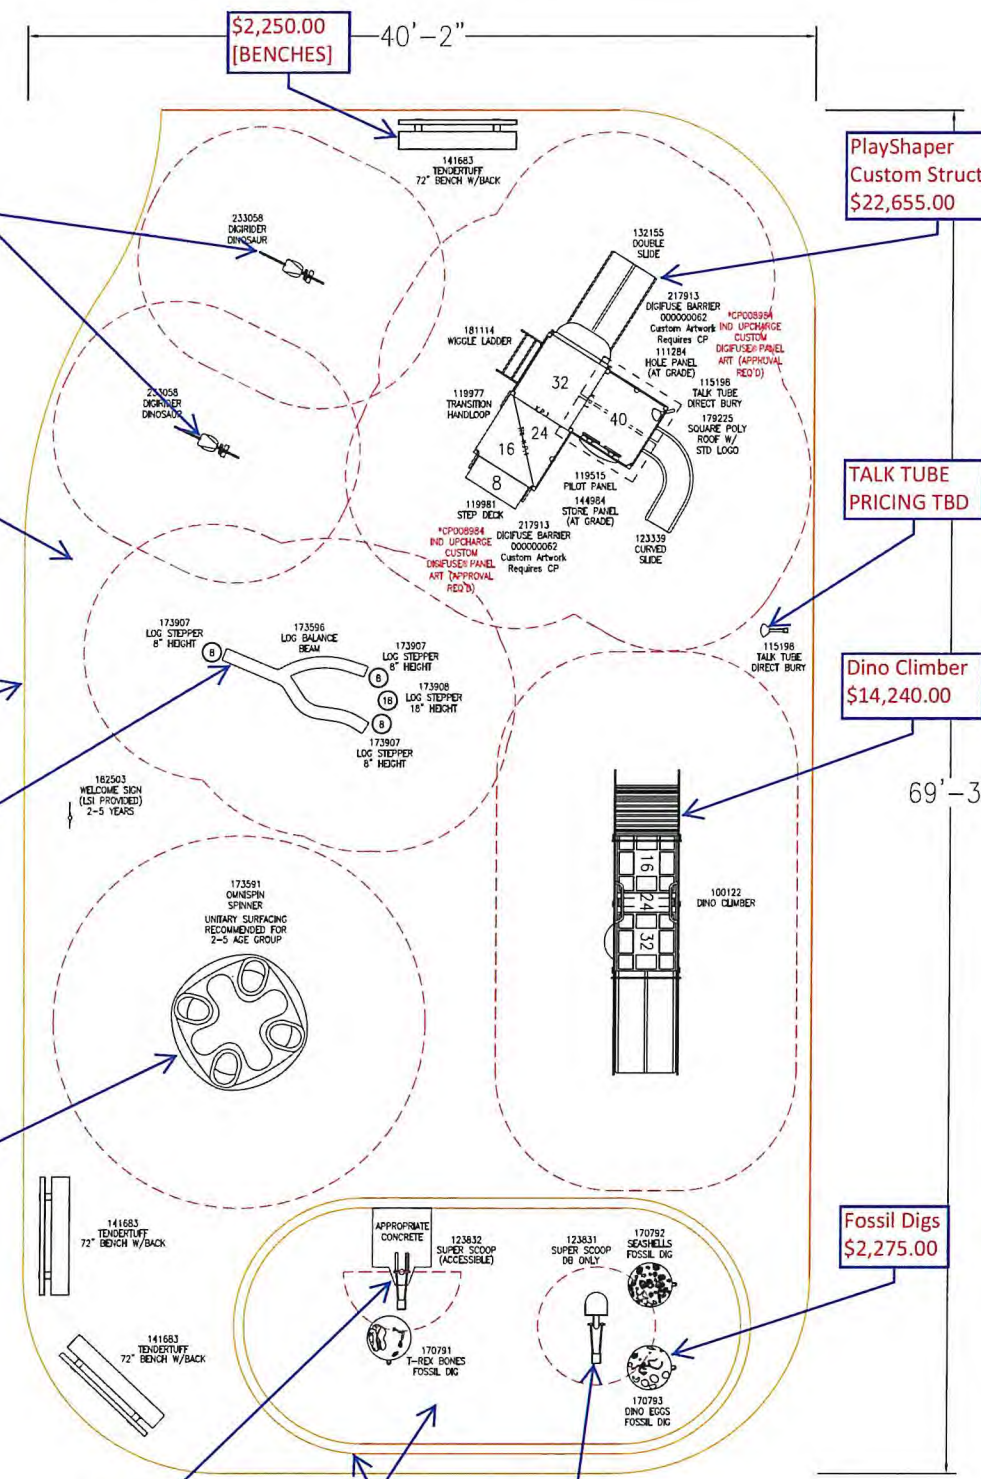 $2,250.00
[BENCHES]
40'-2"
141683
TENDERTUFF
72" BENCH W/BACK
PlayShaper
Custom Struct
$22,655.00
233058
DIGIRIDER
DINOSAUR
132155
DOUBLE
SLIDE
217913
DIGIFUSE BARRIER
000000062
Custom Artwork
Requires CP
*CP008984
IND UPCHARGE
CUSTOM
DIGIFUSE® PANEL
ART (APPROVAL
REQ'D)
181114
WIGGLE LADDER
111284
HOLE PANEL
(AT GRADE)
115198
TALK TUBE
DIRECT BURY
119977
TRANSITION
HANDLOOP
179225
SQUARE POLY
ROOF W/
STD LOGO
32
40
24
16
8
233058
DIGIRIDER
DINOSAUR
119515
PILOT PANEL
144984
STORE PANEL
(AT GRADE)
119981
STEP DECK
217913
DIGIFUSE BARRIER
000000062
Custom Artwork
Requires CP
*CP008984
IND UPCHARGE
CUSTOM
DIGIFUSE® PANEL
ART (APPROVAL
REQ'D)
123339
CURVED
SLIDE
TALK TUBE
PRICING TBD
115198
TALK TUBE
DIRECT BURY
173907
LOG STEPPER
8" HEIGHT
8
173596
LOG BALANCE
BEAM
173907
LOG STEPPER
8" HEIGHT
8
18
173908
LOG STEPPER
18" HEIGHT
8
173907
LOG STEPPER
8" HEIGHT
Dino Climber
$14,240.00
69'-3
182503
WELCOME SIGN
(LSI PROVIDED)
2-5 YEARS
16
24
32
100122
DINO CLIMBER
173591
OMNISPIN
SPINNER
UNITARY SURFACING
RECOMMENDED FOR
2-5 AGE GROUP
141683
TENDERTUFF
72" BENCH W/BACK
APPROPRIATE
CONCRETE
123832
SUPER SCOOP
(ACCESSIBLE)
123831
SUPER SCOOP
DB ONLY
170792
SEASHELLS
FOSSIL DIG
Fossil Digs
$2,275.00
141683
TENDERTUFF
72" BENCH W/BACK
170791
T-REX BONES
FOSSIL DIG
170793
DINO EGGS
FOSSIL DIG